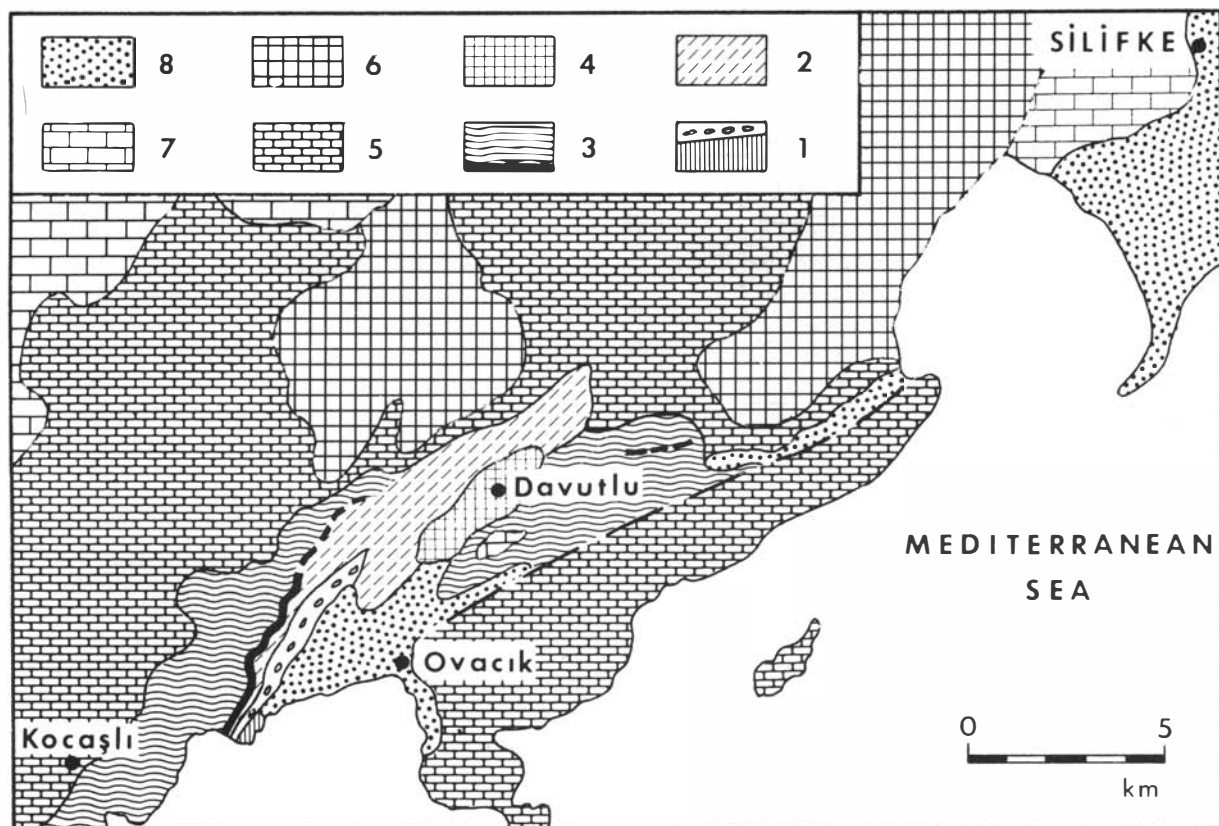 SİLİFKE
8 6 4 2
7 5 3 1
Davutlu
MEDITERRANEAN
SEA
Ovacık
Kocaşlı
0 5
km